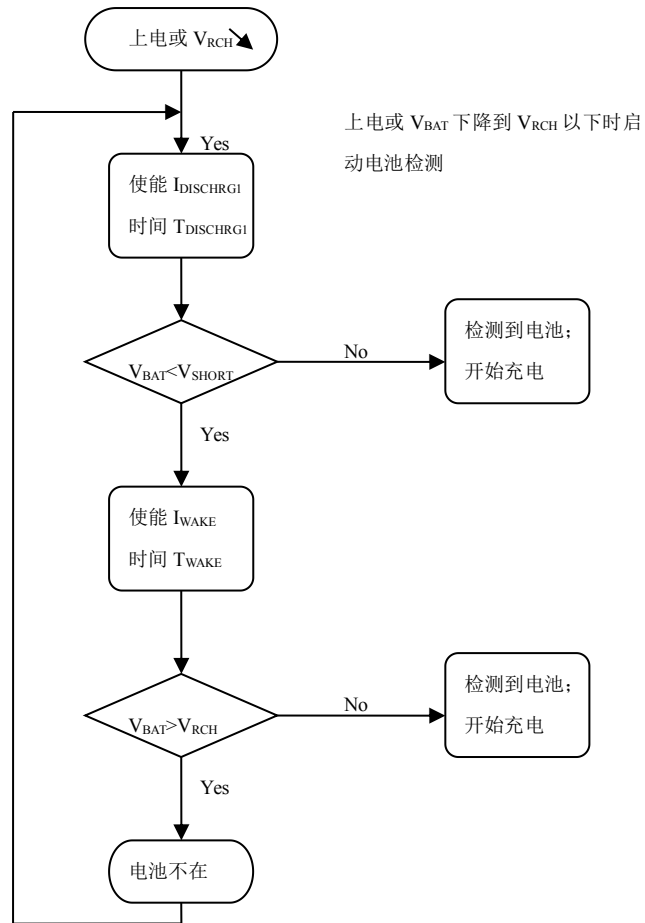 上电或 VRCH
上电或 VBAT 下降到 VRCH 以下时启
动电池检测
Yes
使能 IDISCHRG1
时间 TDISCHRG1
VBAT<VSHORT
No
检测到电池；
开始充电
Yes
使能 IWAKE
时间 TWAKE
VBAT>VRCH
No
检测到电池；
开始充电
Yes
电池不在